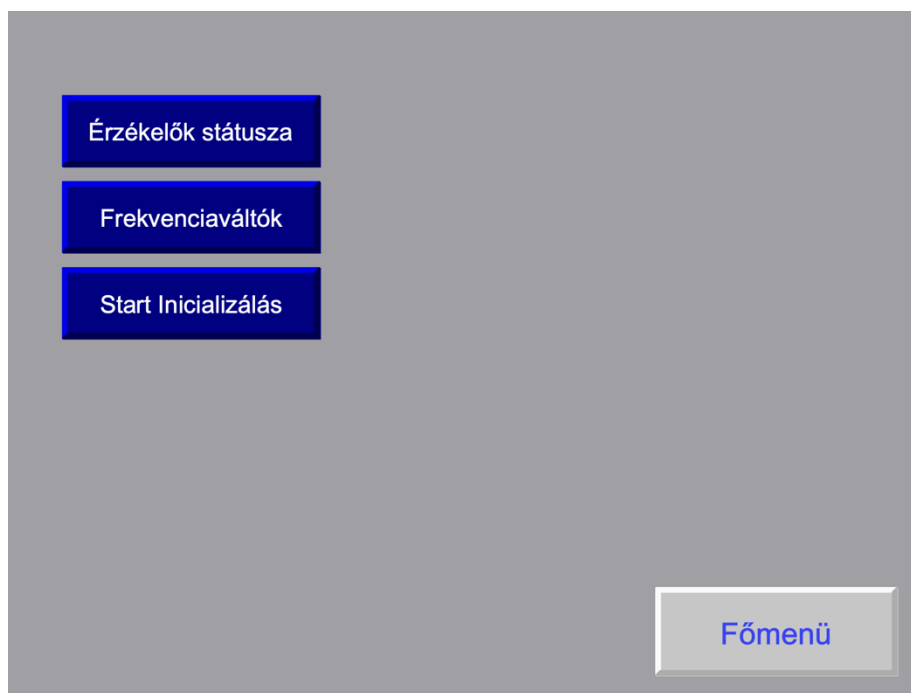 Érzékelők státusza
Frekvenciaváltók
Start Inicializálás
Főmenü